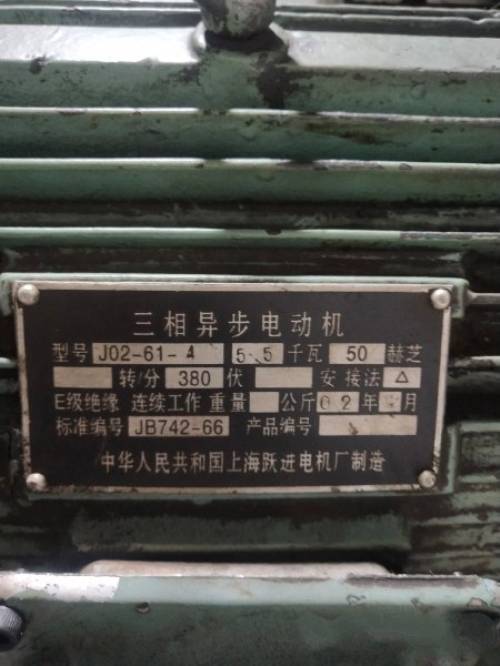 三相异步电动机
型号 JO2-61-4 5.5 千瓦 50 赫芝
转/分 380 伏 安 接法 △
E级绝缘 连续工作 重量 公斤 02 年 月
标准编号 JB742-66 产品编号
中华人民共和国上海跃进电机厂制造